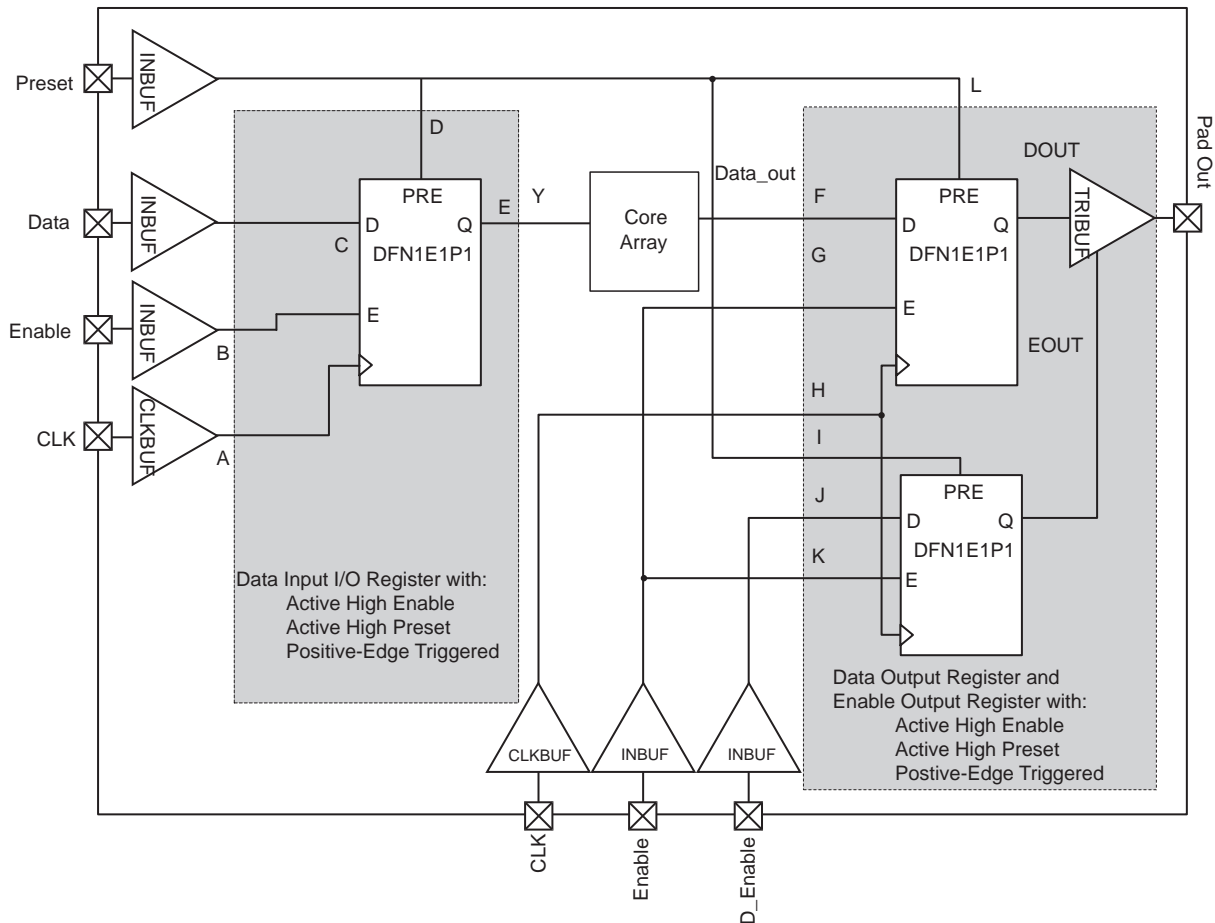 Preset
INBUF
L
D
Pad Out
DOUT
Data
INBUF
C
PRE
D
Q
DFN1E1P1
E
E
Y
Core
Array
Data_out
F
G
PRE
D
Q
DFN1E1P1
E
TRIBUF
EOUT
Enable
INBUF
B
CLK
CLKBUF
A
H
I
J
K
PRE
D
Q
DFN1E1P1
E
Data Input I/O Register with:
Active High Enable
Active High Preset
Positive-Edge Triggered
Data Output Register and
Enable Output Register with:
Active High Enable
Active High Preset
Postive-Edge Triggered
CLKBUF
INBUF
INBUF
CLK
Enable
D_Enable